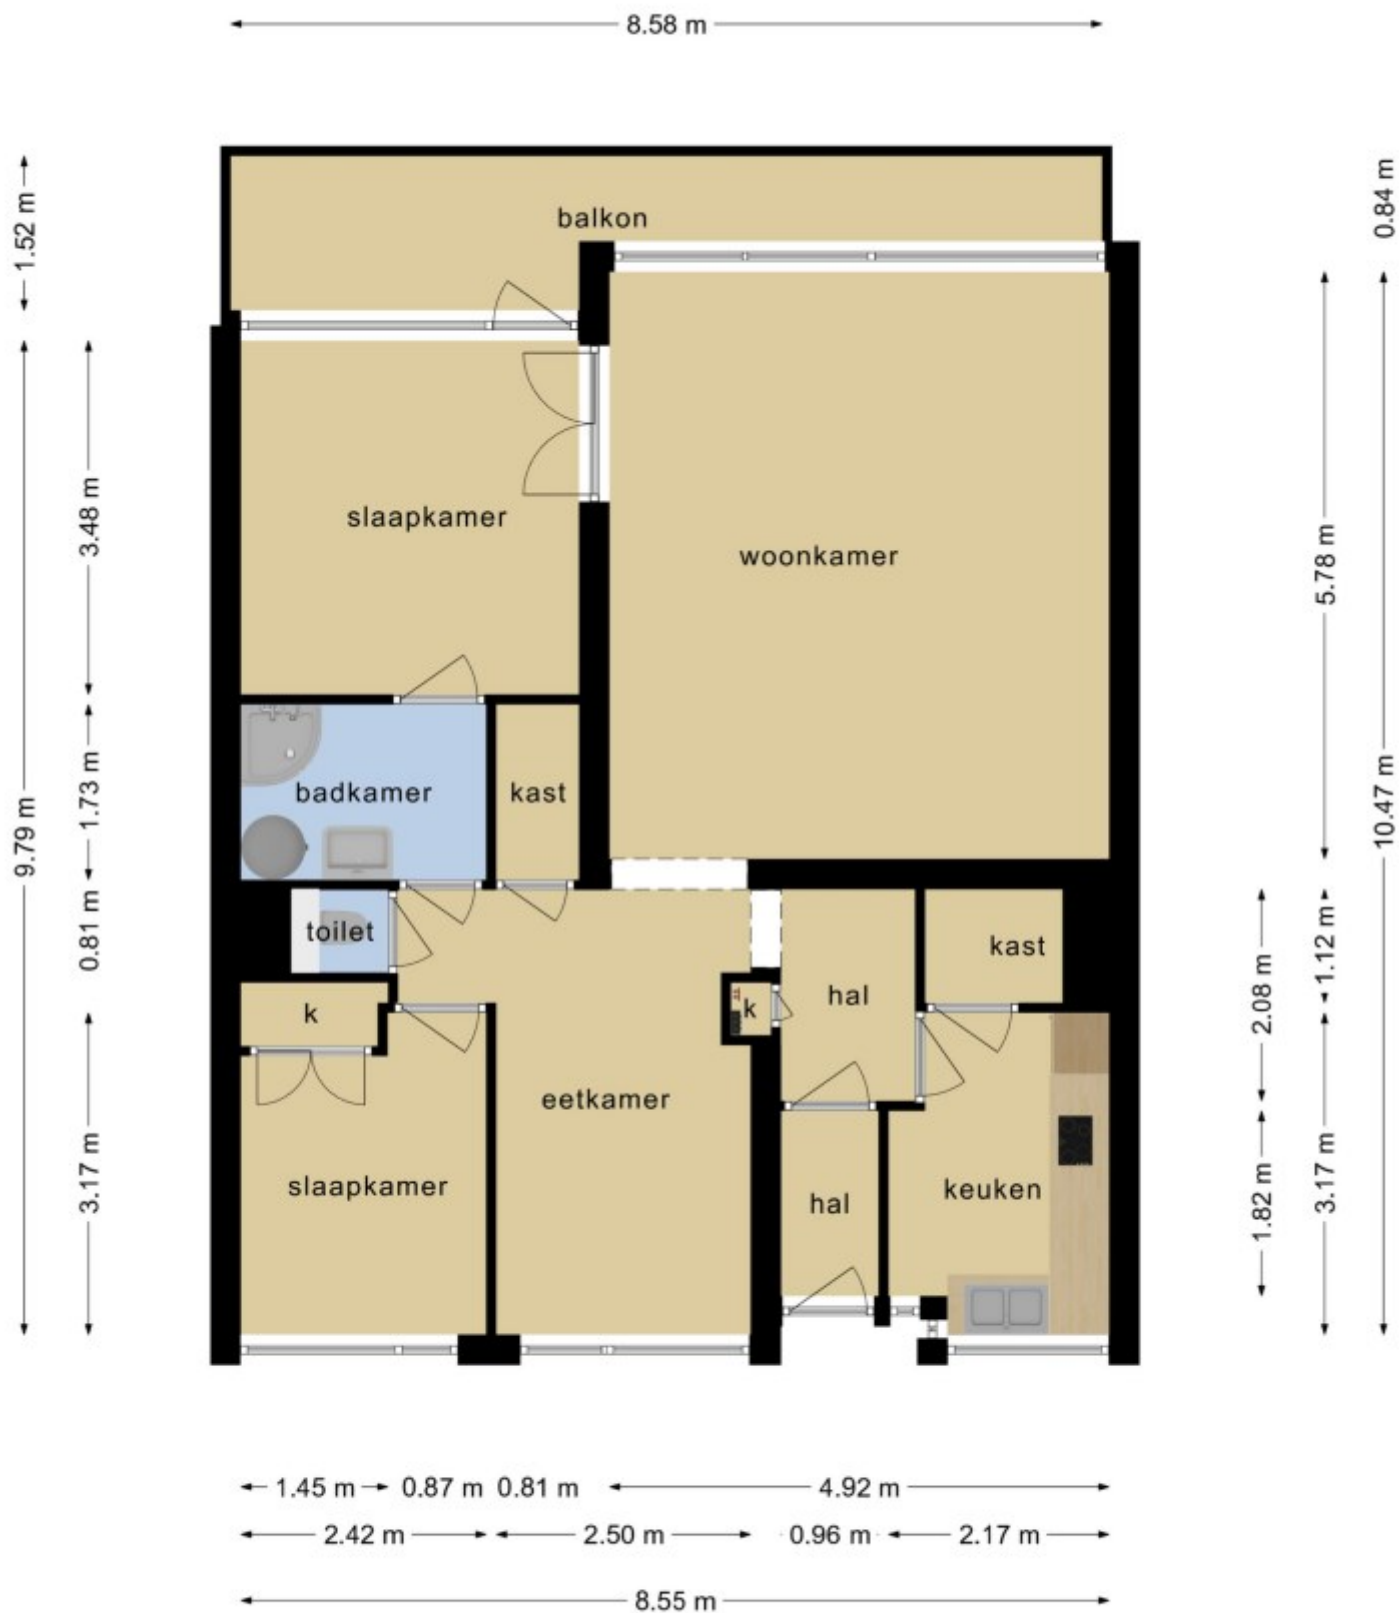 8.58 m
1.52 m
0.84 m
balkon
3.48 m
slaapkamer
woonkamer
5.78 m
9.79 m
1.73 m
badkamer
kast
10.47 m
0.81 m
toilet
kast
1.12 m
2.08 m
k
k
hal
eetkamer
3.17 m
slaapkamer
hal
keuken
1.82 m
3.17 m
1.45 m
0.87 m
0.81 m
4.92 m
2.42 m
2.50 m
0.96 m
2.17 m
8.55 m